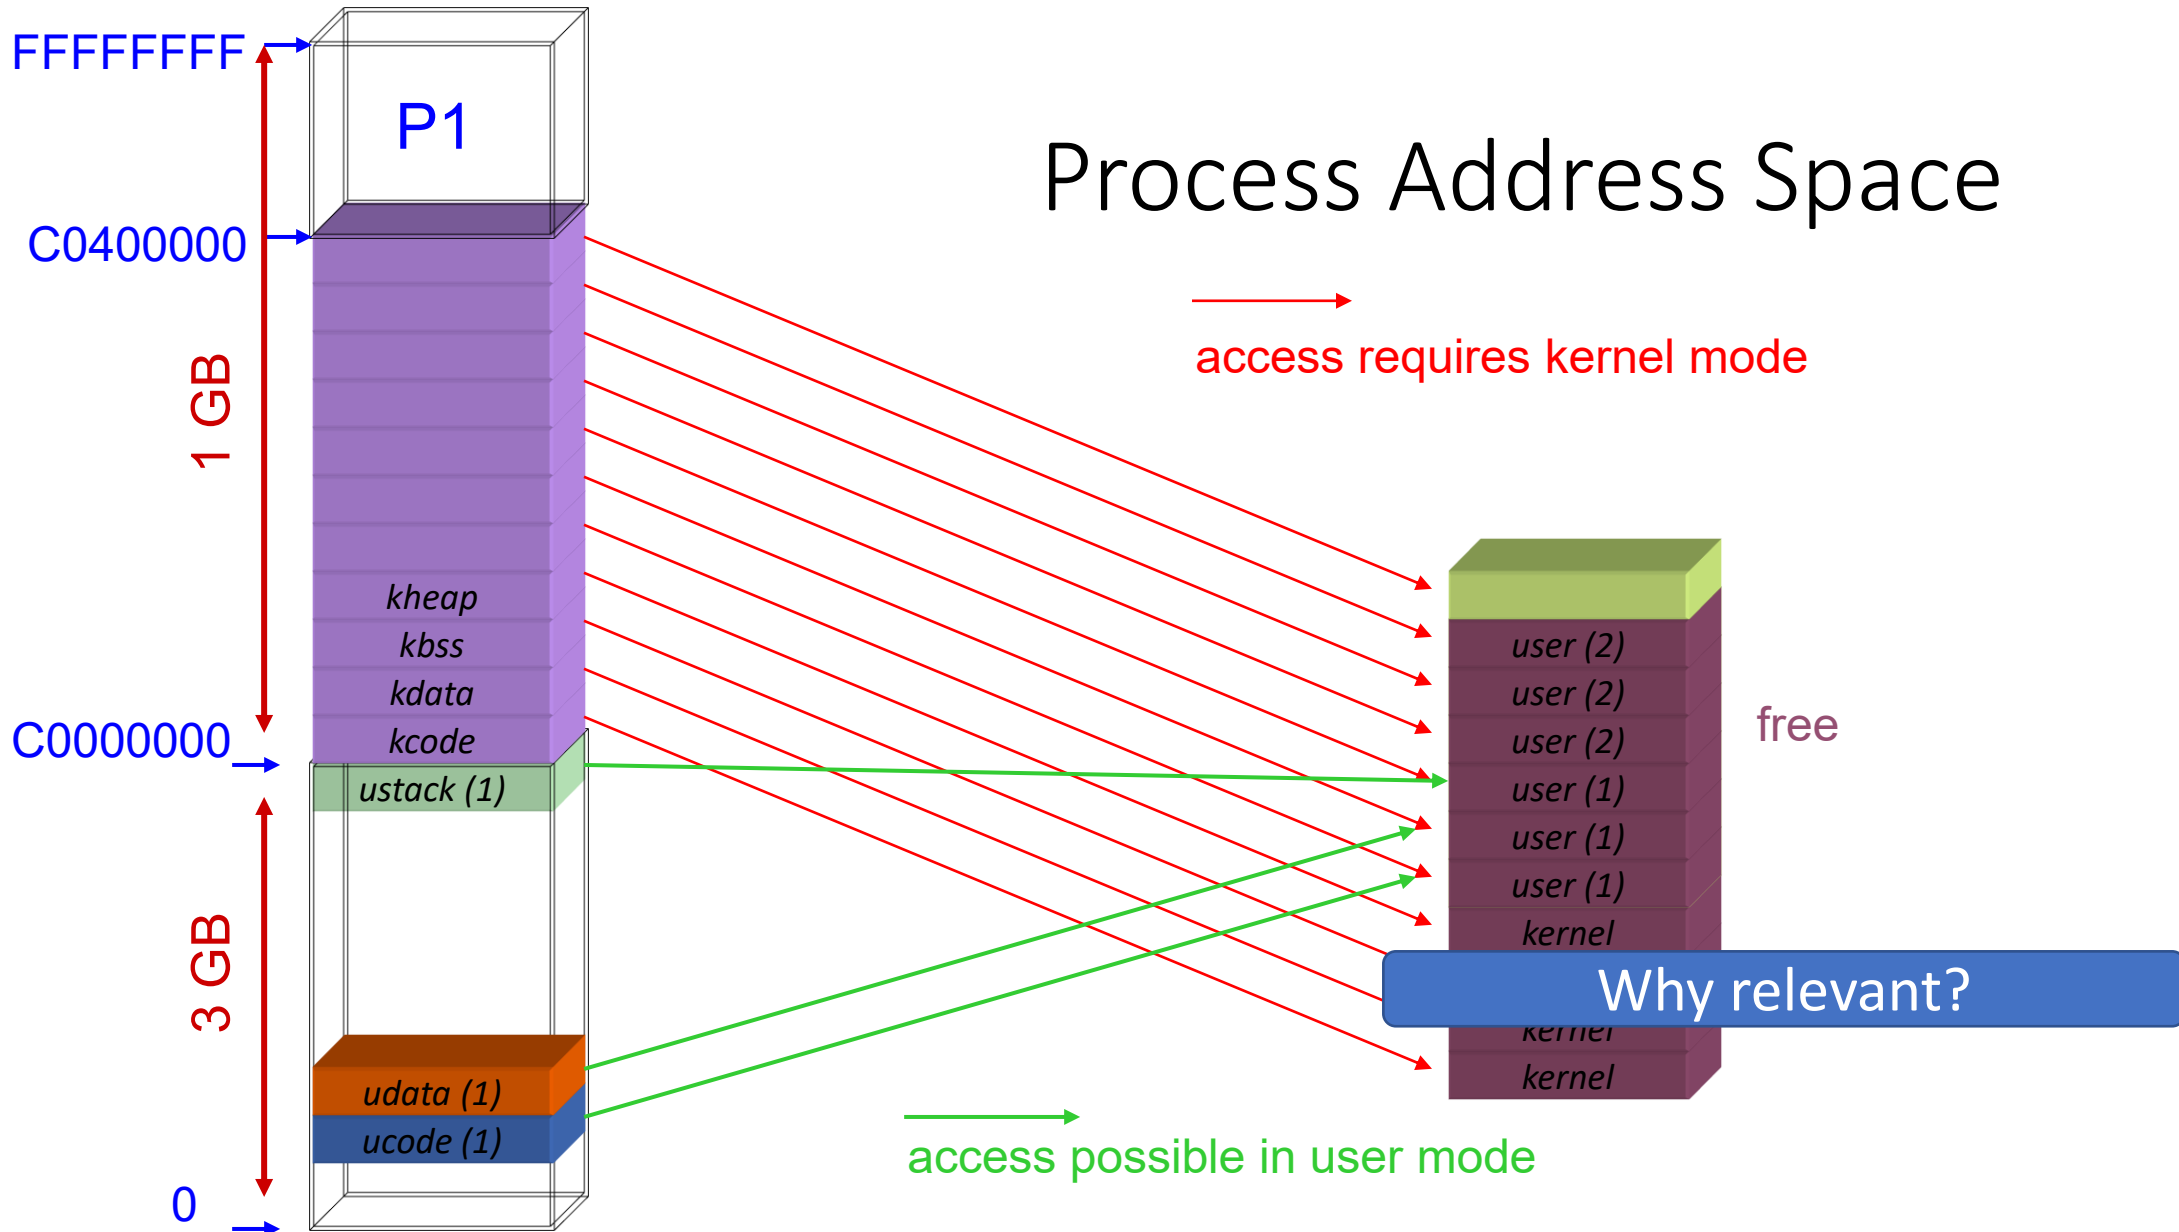 FFFFFFFF
P1
Process Address Space
C0400000
access requires kernel mode
1 GB
kheap
kbss
kdata
kcode
C0000000
ustack (1)
user (2)
user (2)
user (2)
free
user (1)
user (1)
user (1)
kernel
Why relevant?
kernel
kernel
3 GB
udata (1)
ucode (1)
access possible in user mode
0